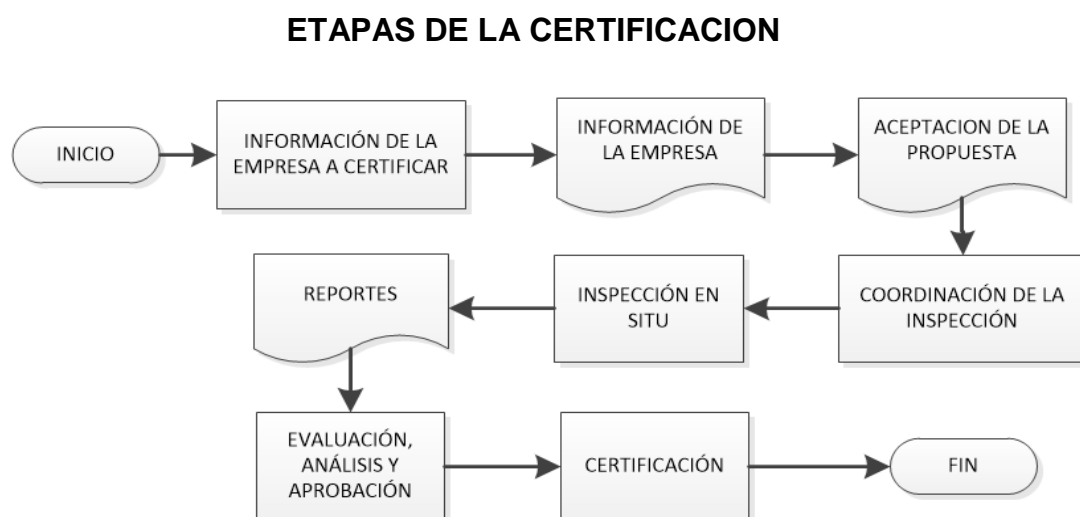 ETAPAS DE LA CERTIFICACION
INICIO
INFORMACIÓN DE LA
EMPRESA A CERTIFICAR
INFORMACIÓN DE
LA EMPRESA
ACEPTACION DE LA
PROPUESTA
COORDINACIÓN DE LA
INSPECCIÓN
INSPECCIÓN EN
SITU
REPORTES
EVALUACIÓN,
ANÁLISIS Y
APROBACIÓN
CERTIFICACIÓN
FIN